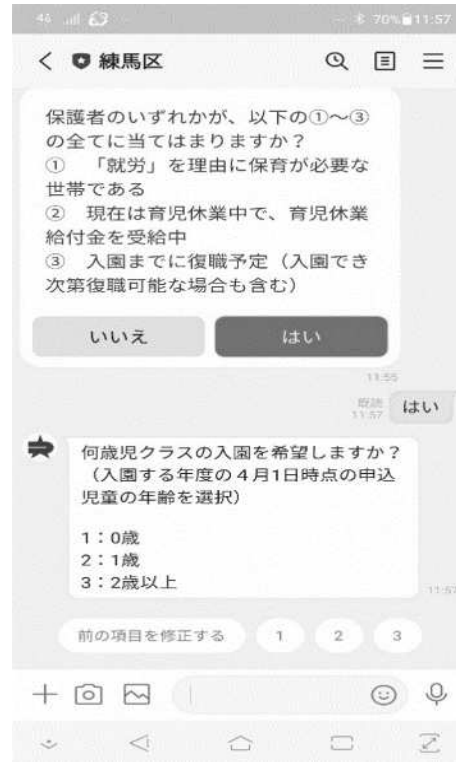 46 70% 11:57
練馬区
保護者のいずれかが、以下の①～③
の全てに当てはまりますか？
① 「就労」を理由に保育が必要な
世帯である
② 現在は育児休業中で、育児休業
給付金を受給中
③ 入園までに復職予定（入園でき
次第復職可能な場合も含む）
いいえ はい
11:55
既読
11:57 はい
何歳児クラスの入園を希望しますか？
（入園する年度の４月1日時点の申込
児童の年齢を選択）
1：0歳
2：1歳
3：2歳以上
11:57
前の項目を修正する 1 2 3